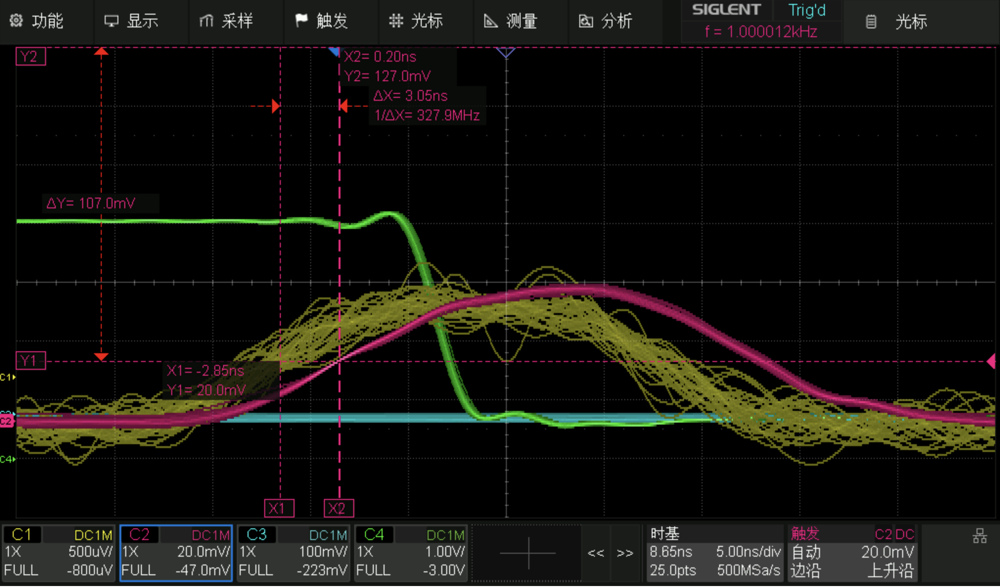 功能 显示 采样 触发 光标 测量 分析 SIGLENT Trig'd 光标
f = 1.000012kHz
Y2
X2= 0.20ns
Y2= 127.0mV
ΔX= 3.05ns
1/ΔX= 327.9MHz
ΔY= 107.0mV
Y1
X1= -2.85ns
Y1= 20.0mV
C1
C2
C4
X1 X2
C1 DC1M
1X 500uV/
FULL -800uV
C2 DC1M
1X 20.0mV/
FULL -47.0mV
C3 DC1M
1X 100mV/
FULL -223mV
C4 DC1M
1X 1.00V/
FULL -3.00V
<< >>
时基
8.65ns 5.00ns/div
25.0pts 500MSa/s
触发 C2 DC
自动 20.0mV
边沿 上升沿